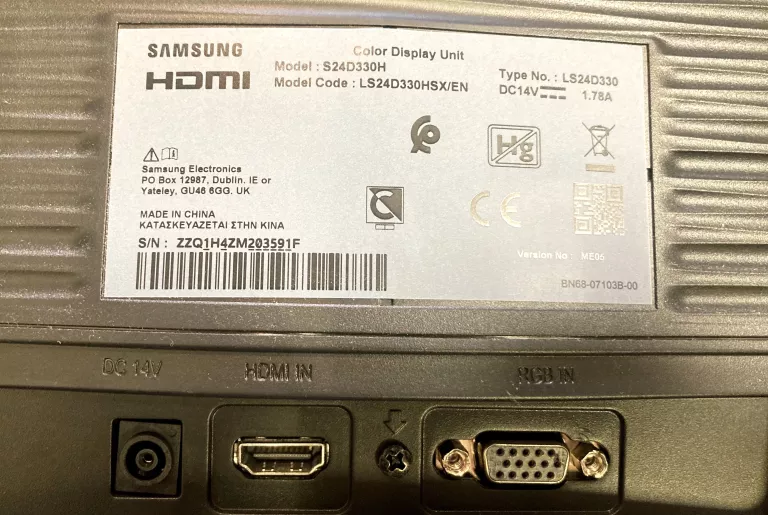 SAMSUNG
HDMI
Color Display Unit
Model : S24D330H
Model Code : LS24D330HSX/EN
Type No. : LS24D330
DC14V 1.78A
Hg
Samsung Electronics
PO Box 12987, Dublin. IE or
Yateley, GU46 6GG. UK
MADE IN CHINA
ΚΑΤΑΣΚΕΥΑΖΕΤΑΙ ΣΤΗΝ ΚΙΝΑ
S/N : ZZQ1H4ZM203591F
CE
Version No : ME05
BN68-07103B-00
DC 14V
HDMI IN
RGB IN